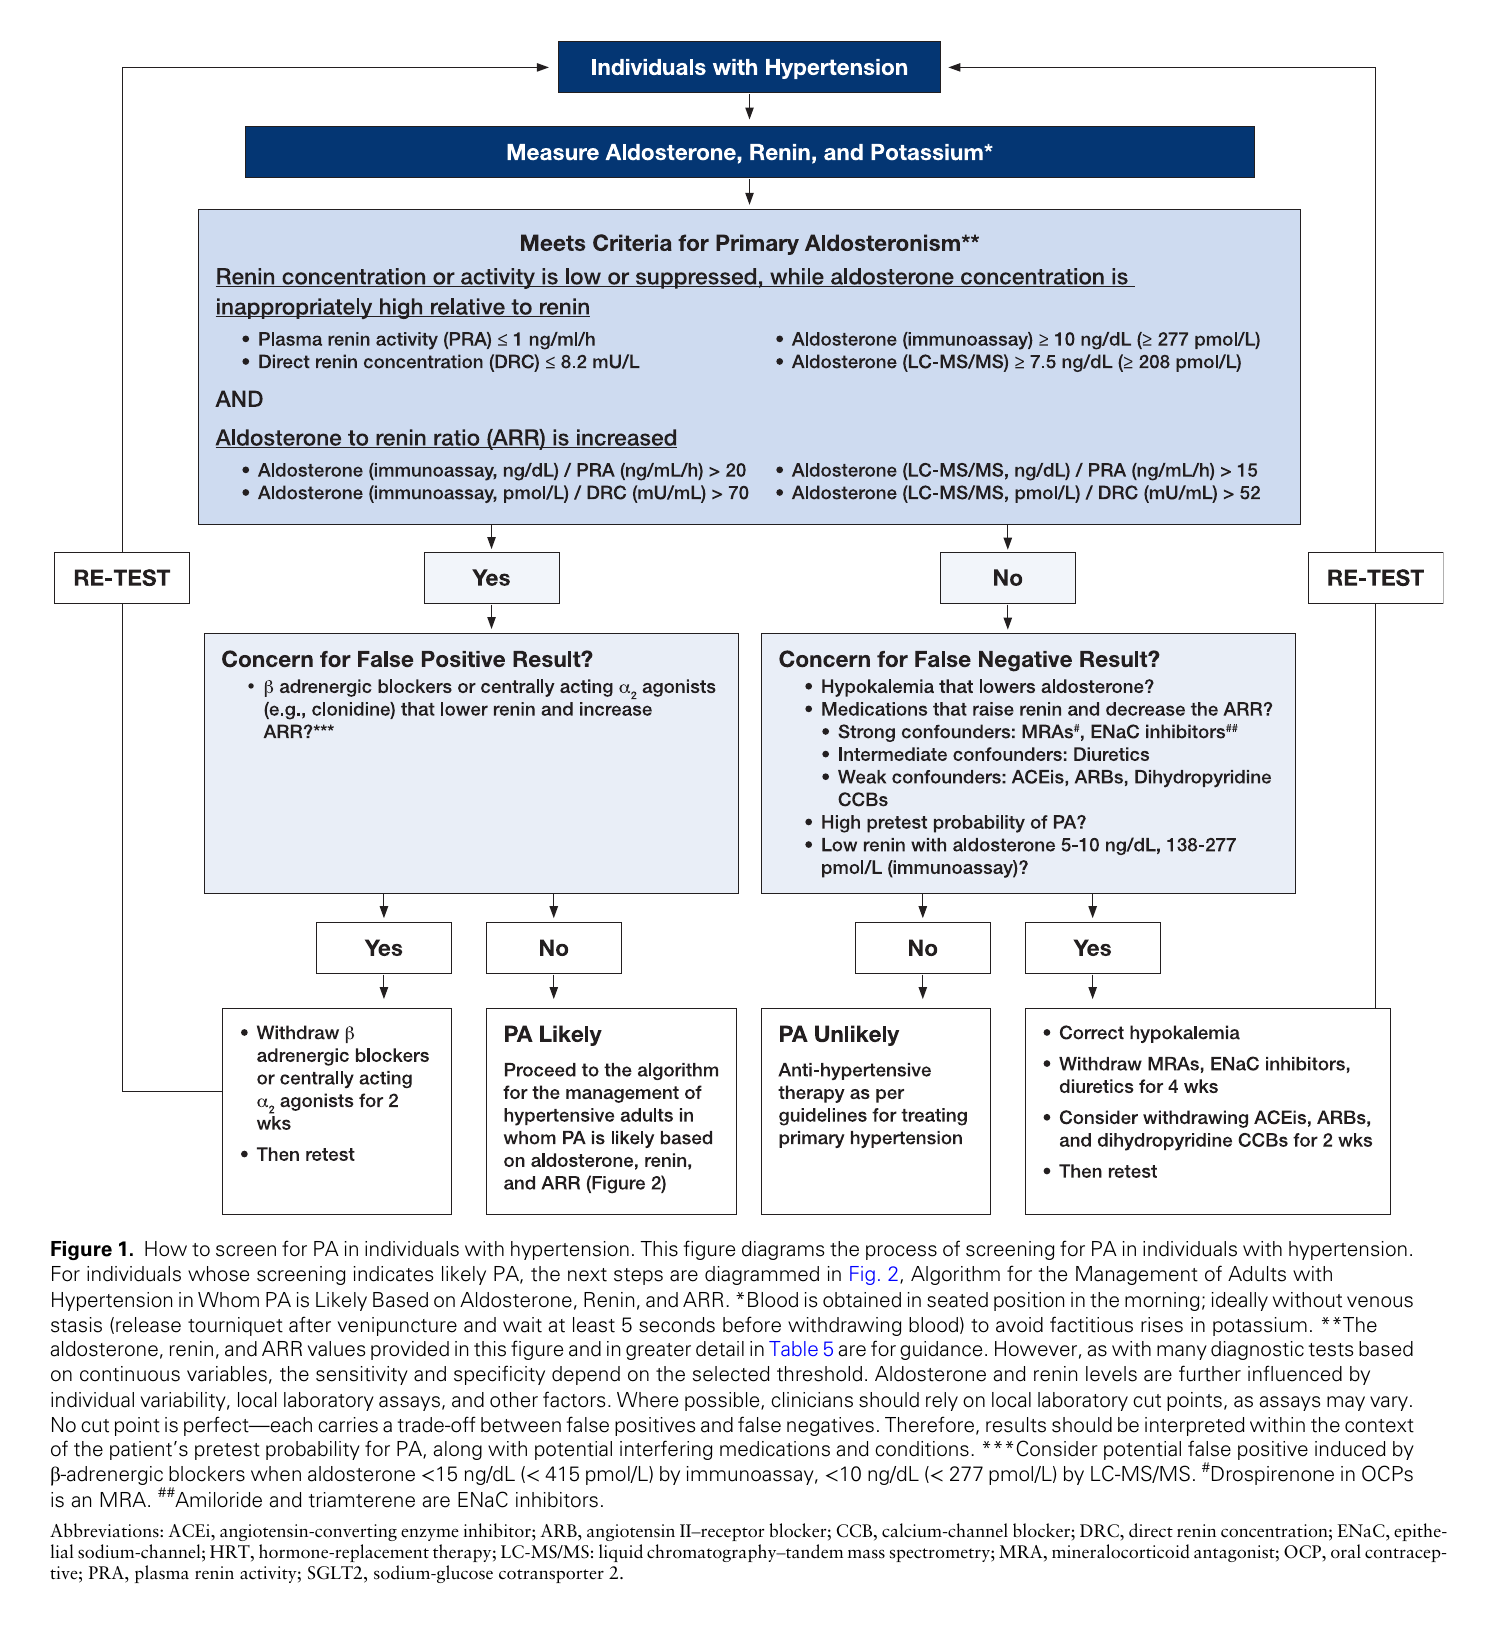 Individuals with Hypertension
Measure Aldosterone, Renin, and Potassium*
Meets Criteria for Primary Aldosteronism**
Renin concentration or activity is low or suppressed, while aldosterone concentration is
inappropriately high relative to renin
• Plasma renin activity (PRA) ≤ 1 ng/ml/h
• Direct renin concentration (DRC) ≤ 8.2 mU/L
• Aldosterone (immunoassay) ≥ 10 ng/dL (≥ 277 pmol/L)
• Aldosterone (LC-MS/MS) ≥ 7.5 ng/dL (≥ 208 pmol/L)
AND
Aldosterone to renin ratio (ARR) is increased
• Aldosterone (immunoassay, ng/dL) / PRA (ng/mL/h) > 20
• Aldosterone (immunoassay, pmol/L) / DRC (mU/mL) > 70
• Aldosterone (LC-MS/MS, ng/dL) / PRA (ng/mL/h) > 15
• Aldosterone (LC-MS/MS, pmol/L) / DRC (mU/mL) > 52
RE-TEST
Yes
No
RE-TEST
Concern for False Positive Result?
• β adrenergic blockers or centrally acting α₂ agonists
(e.g., clonidine) that lower renin and increase
ARR?***
Concern for False Negative Result?
• Hypokalemia that lowers aldosterone?
• Medications that raise renin and decrease the ARR?
• Strong confounders: MRAs#, ENaC inhibitors##
• Intermediate confounders: Diuretics
• Weak confounders: ACEis, ARBs, Dihydropyridine
CCBs
• High pretest probability of PA?
• Low renin with aldosterone 5-10 ng/dL, 138-277
pmol/L (immunoassay)?
Yes
No
No
Yes
• Withdraw β
adrenergic blockers
or centrally acting
α₂ agonists for 2
wks
• Then retest
PA Likely
Proceed to the algorithm
for the management of
hypertensive adults in
whom PA is likely based
on aldosterone, renin,
and ARR (Figure 2)
PA Unlikely
Anti-hypertensive
therapy as per
guidelines for treating
primary hypertension
• Correct hypokalemia
• Withdraw MRAs, ENaC inhibitors,
diuretics for 4 wks
• Consider withdrawing ACEis, ARBs,
and dihydropyridine CCBs for 2 wks
• Then retest
Figure 1. How to screen for PA in individuals with hypertension. This figure diagrams the process of screening for PA in individuals with hypertension.
For individuals whose screening indicates likely PA, the next steps are diagrammed in Fig. 2, Algorithm for the Management of Adults with
Hypertension in Whom PA is Likely Based on Aldosterone, Renin, and ARR. *Blood is obtained in seated position in the morning; ideally without venous
stasis (release tourniquet after venipuncture and wait at least 5 seconds before withdrawing blood) to avoid factitious rises in potassium. **The
aldosterone, renin, and ARR values provided in this figure and in greater detail in Table 5 are for guidance. However, as with many diagnostic tests based
on continuous variables, the sensitivity and specificity depend on the selected threshold. Aldosterone and renin levels are further influenced by
individual variability, local laboratory assays, and other factors. Where possible, clinicians should rely on local laboratory cut points, as assays may vary.
No cut point is perfect—each carries a trade-off between false positives and false negatives. Therefore, results should be interpreted within the context
of the patient's pretest probability for PA, along with potential interfering medications and conditions. ***Consider potential false positive induced by
β-adrenergic blockers when aldosterone <15 ng/dL (< 415 pmol/L) by immunoassay, <10 ng/dL (< 277 pmol/L) by LC-MS/MS. #Drospirenone in OCPs
is an MRA. ##Amiloride and triamterene are ENaC inhibitors.
Abbreviations: ACEi, angiotensin-converting enzyme inhibitor; ARB, angiotensin II–receptor blocker; CCB, calcium-channel blocker; DRC, direct renin concentration; ENaC, epithe-
lial sodium-channel; HRT, hormone-replacement therapy; LC-MS/MS: liquid chromatography–tandem mass spectrometry; MRA, mineralocorticoid antagonist; OCP, oral contracep-
tive; PRA, plasma renin activity; SGLT2, sodium-glucose cotransporter 2.